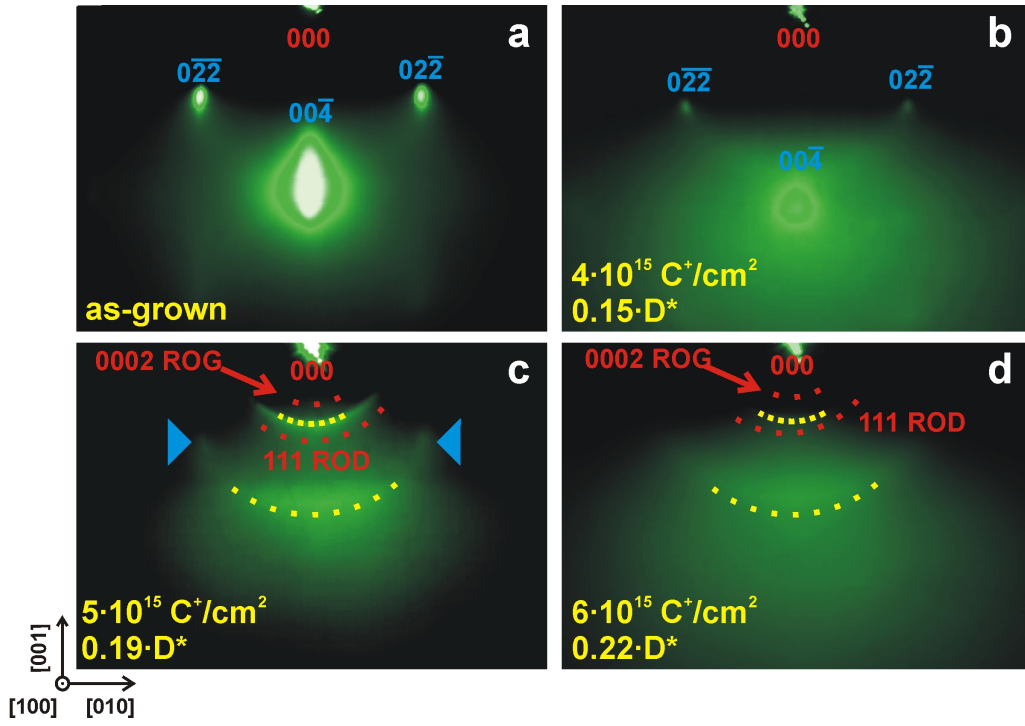 a
000
02̅2̅
022̅
004̅
as-grown
b
000
02̅2̅
022̅
004̅
4·10¹⁵ C⁺/cm²
0.15·D*
c
0002 ROG
000
111 ROD
5·10¹⁵ C⁺/cm²
0.19·D*
d
0002 ROG
000
111 ROD
6·10¹⁵ C⁺/cm²
0.22·D*
[001]
[100] [010]